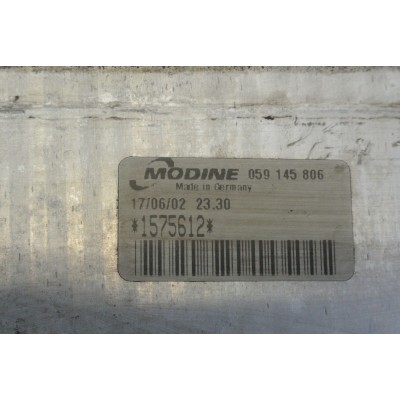 MODINE 059 145 806
Made in Germany
17/06/02 23.30
*1575612*